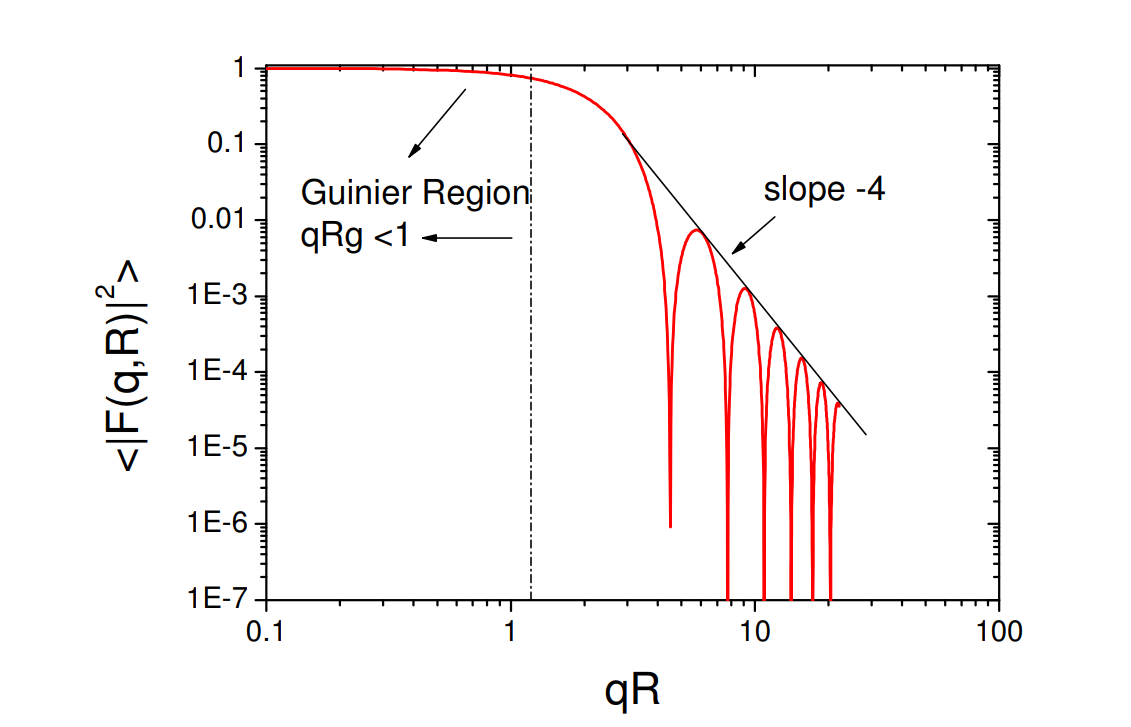 1
0.1
0.01
1E-3
1E-4
1E-5
1E-6
1E-7
<|F(q,R)|²>
Guinier Region
qRg <1
slope -4
0.1
1
10
100
qR